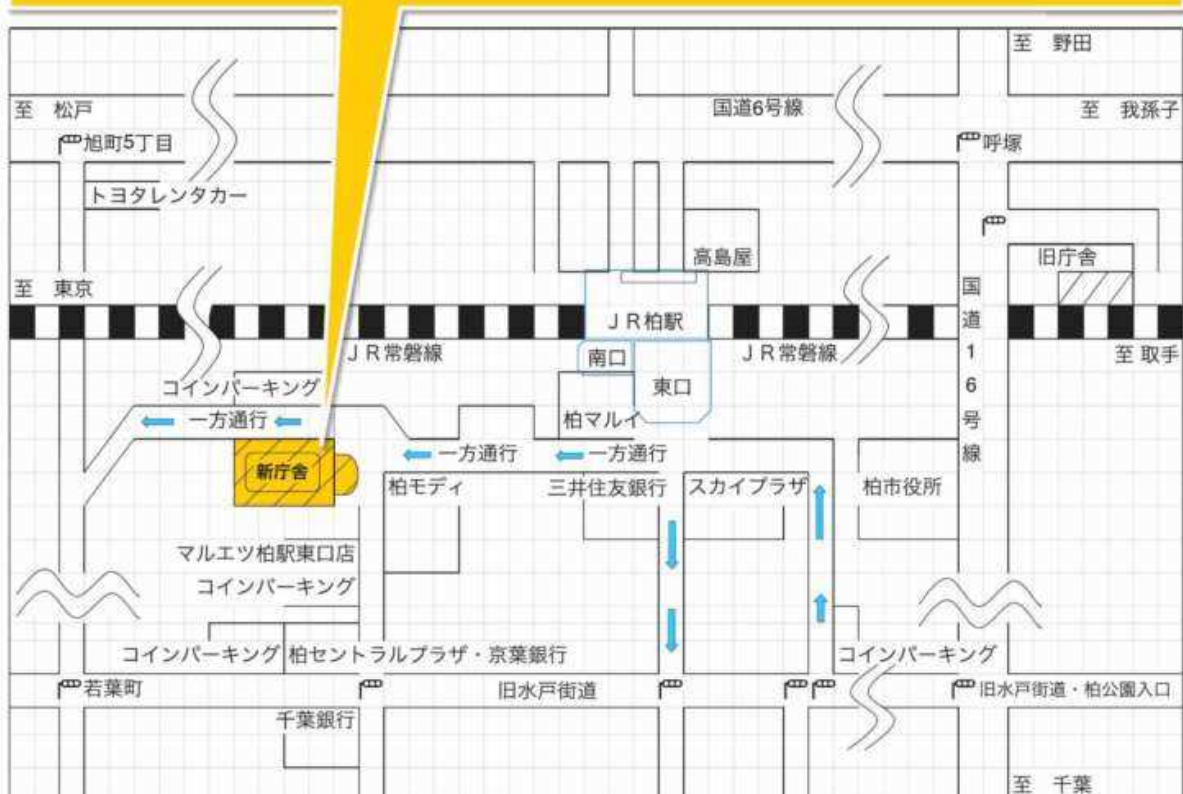 至 野田
至 松戸
国道6号線
至 我孫子
旭町5丁目
呼塚
トヨタレンタカー
高島屋
旧庁舎
至 東京
国道16号線
JR柏駅
JR常磐線
南口
JR常磐線
至 取手
コインパーキング
東口
一方通行
柏マルイ
一方通行
一方通行
新庁舎
柏モディ
三井住友銀行
スカイプラザ
柏市役所
マルエツ柏駅東口店
コインパーキング
コインパーキング
柏セントラルプラザ・京葉銀行
コインパーキング
若葉町
旧水戸街道
旧水戸街道・柏公園入口
千葉銀行
至 千葉